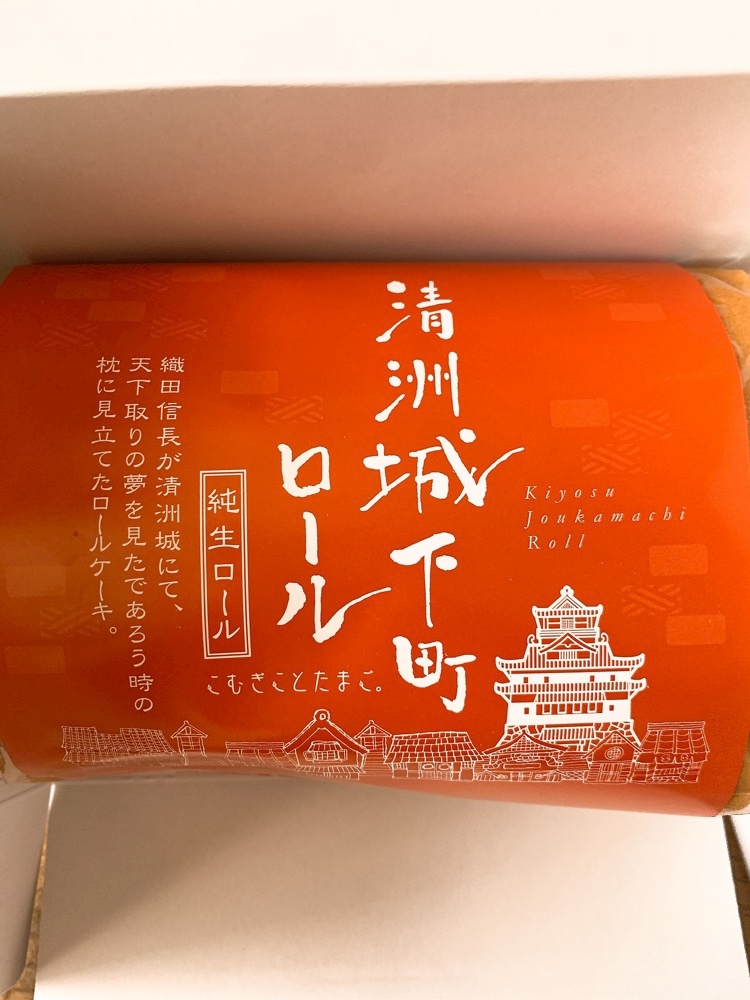 清洲城下町
ロール
Kiyosu
Joukamachi
Roll
純生ロール
こむぎことたまご。
織田信長が清洲城にて、
天下取りの夢を見たであろう時の
枕に見立てたロールケーキ。